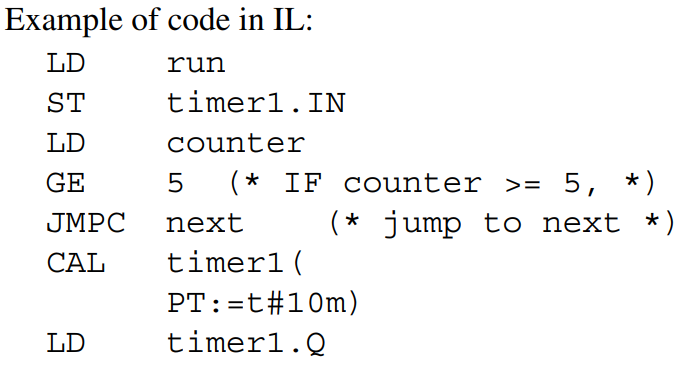 Example of code in IL:
LD run
ST timer1.IN
LD counter
GE 5 (* IF counter >= 5, *)
JMPC next (* jump to next *)
CAL timer1(
PT:=t#10m)
LD timer1.Q